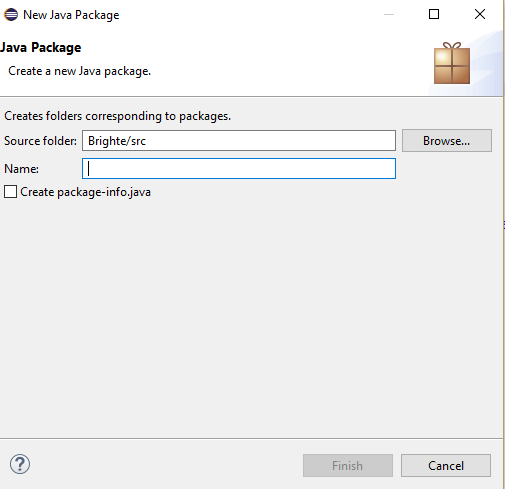 New Java Package
Java Package
Create a new Java package.
Creates folders corresponding to packages.
Source folder: Brighte/src Browse...
Name:
Create package-info.java
? Finish Cancel